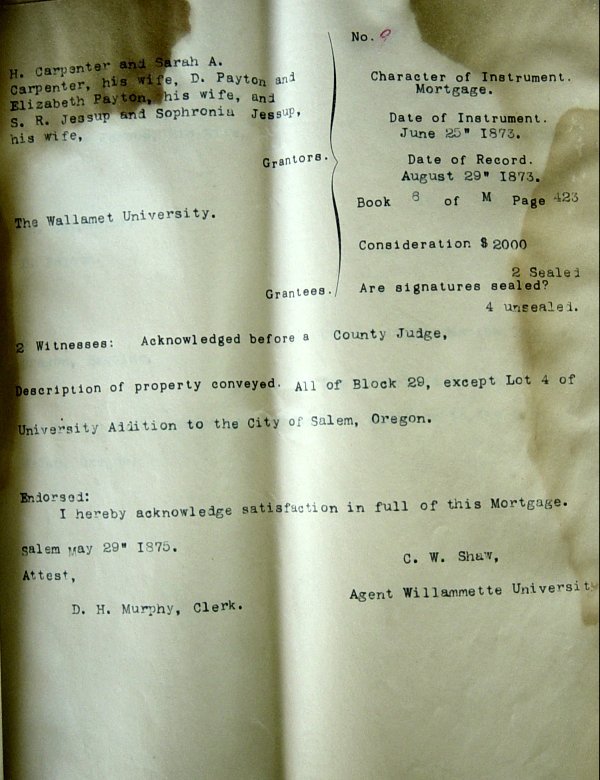 No. 9
H. Carpenter and Sarah A.
Carpenter, his wife, D. Payton and
Elizabeth Payton, his wife, and
S. R. Jessup and Sophronia Jessup,
his wife,
Grantors.
Character of Instrument.
Mortgage.
Date of Instrument.
June 25" 1873.
Date of Record.
August 29" 1873.
Book 6 of M Page 423
The Wallamet University.
Consideration $ 2000
2 Sealed
Grantees. Are signatures sealed?
4 unsealed.
2 Witnesses: Acknowledged before a County Judge,
Description of property conveyed. All of Block 29, except Lot 4 of
University Addition to the City of Salem, Oregon.
Endorsed:
I hereby acknowledge satisfaction in full of this Mortgage.
Salem May 29" 1875.
C. W. Shaw,
Attest,
Agent Willammette Universit
D. H. Murphy, Clerk.